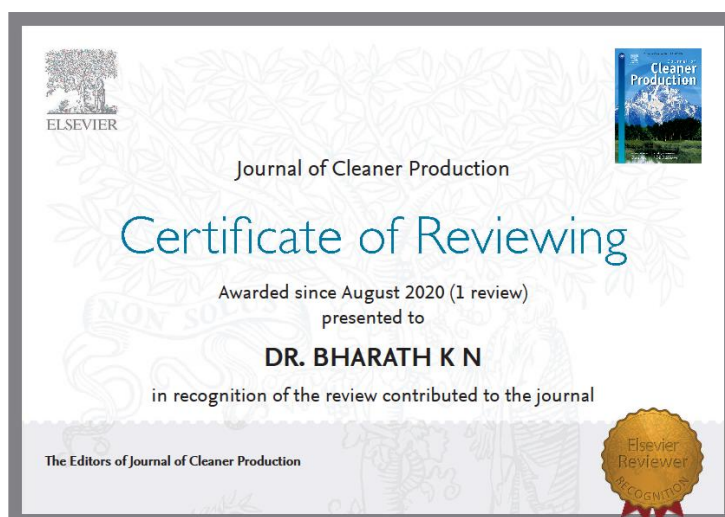 ELSEVIER
Cleaner
Production
Journal of Cleaner Production
Certificate of Reviewing
Awarded since August 2020 (1 review)
presented to
NON SOLUS
DR. BHARATH K N
in recognition of the review contributed to the journal
The Editors of Journal of Cleaner Production
Elsevier
Reviewer
RECOGNITION